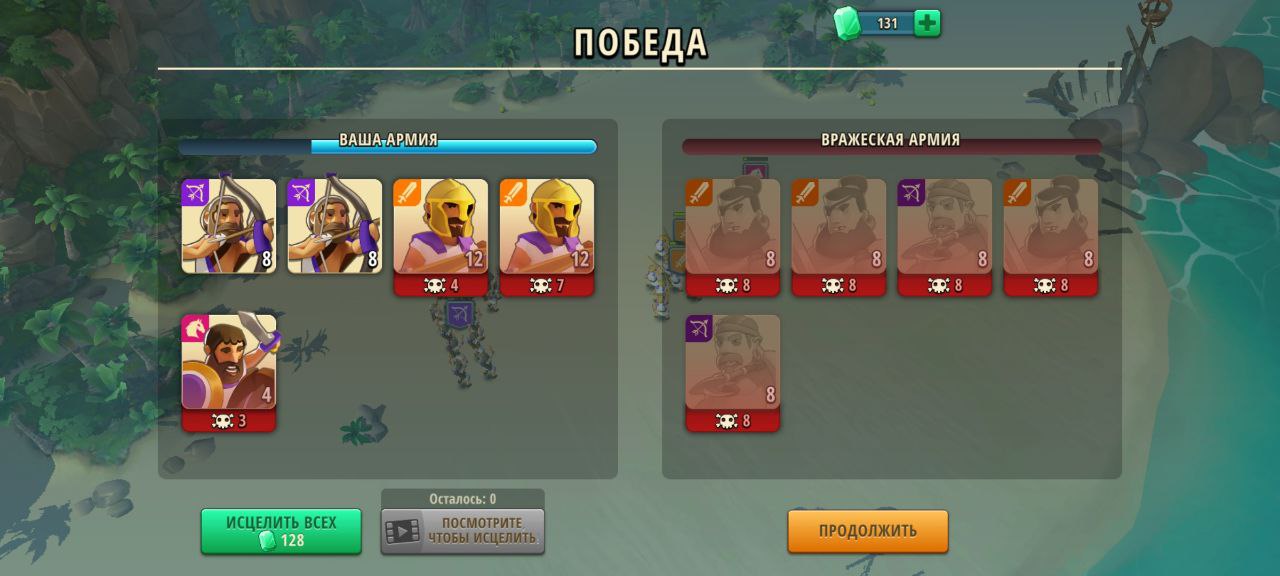 131
ПОБЕДА
ВАША АРМИЯ
ВРАЖЕСКАЯ АРМИЯ
8
8
12
12
4
7
4
3
8
8
8
8
8
8
8
8
8
8
Осталось: 0
ИСЦЕЛИТЬ ВСЕХ
128
ПОСМОТРИТЕ,
ЧТОБЫ ИСЦЕЛИТЬ
ПРОДОЛЖИТЬ